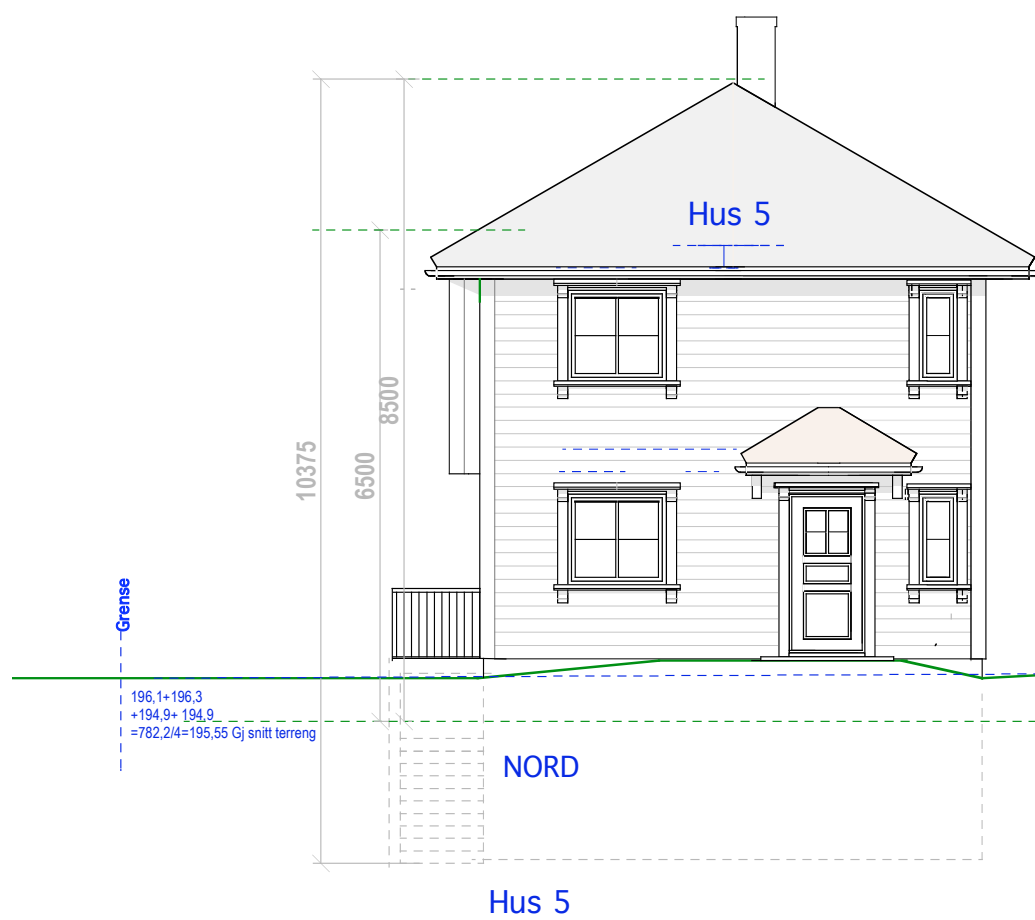 Hus 5
8500
10375
6500
Grense
196,1+196,3
+194,9+ 194,9
=782,2/4=195,55 Gj snitt terreng
NORD
Hus 5